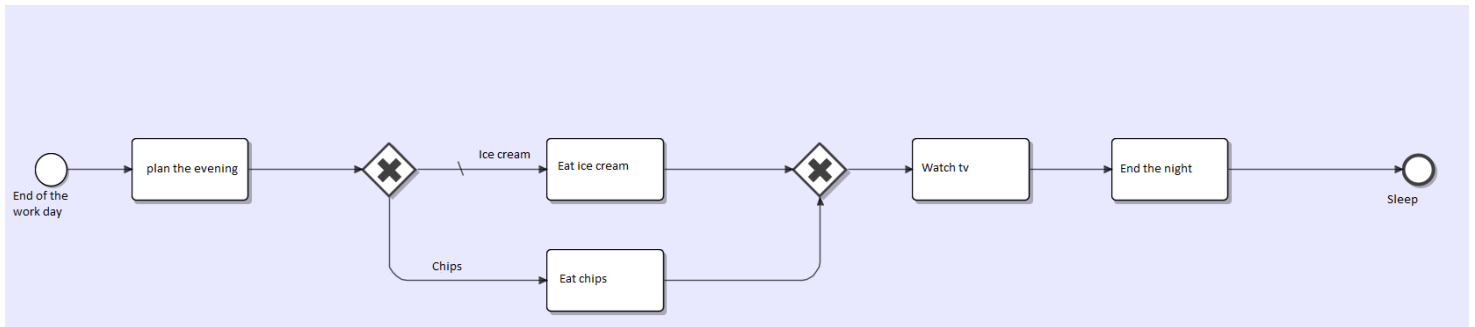 End of the
work day
plan the evening
Ice cream
Eat ice cream
Chips
Eat chips
Watch tv
End the night
Sleep